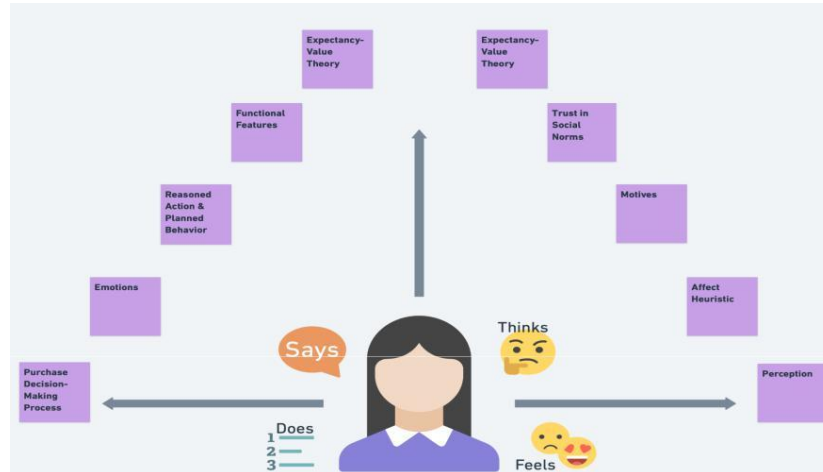 Expectancy-
Value
Theory
Expectancy-
Value
Theory
Functional
Features
Trust in
Social
Norms
Reasoned
Action &
Planned
Behavior
Motives
Emotions
Affect
Heuristic
Says
Thinks
Purchase
Decision-
Making
Process
Perception
Does
1
2
3
Feels